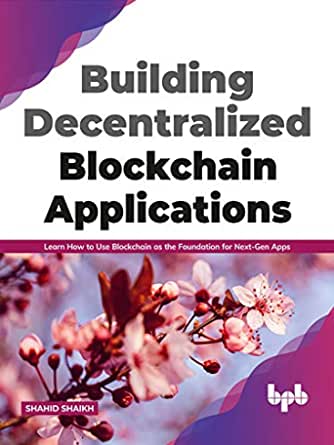 Building
Decentralized
Blockchain
Applications
Learn How to Use Blockchain as the Foundation for Next-Gen Apps
SHAHID SHAIKH
bpb